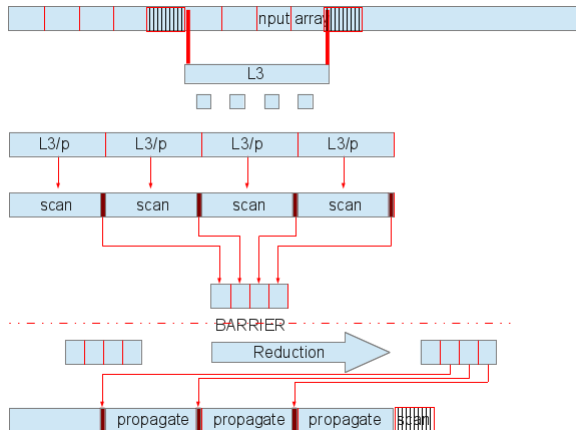 nput array
L3
L3/p L3/p L3/p L3/p
scan scan scan scan
BARRIER
Reduction
propagate propagate propagate scan